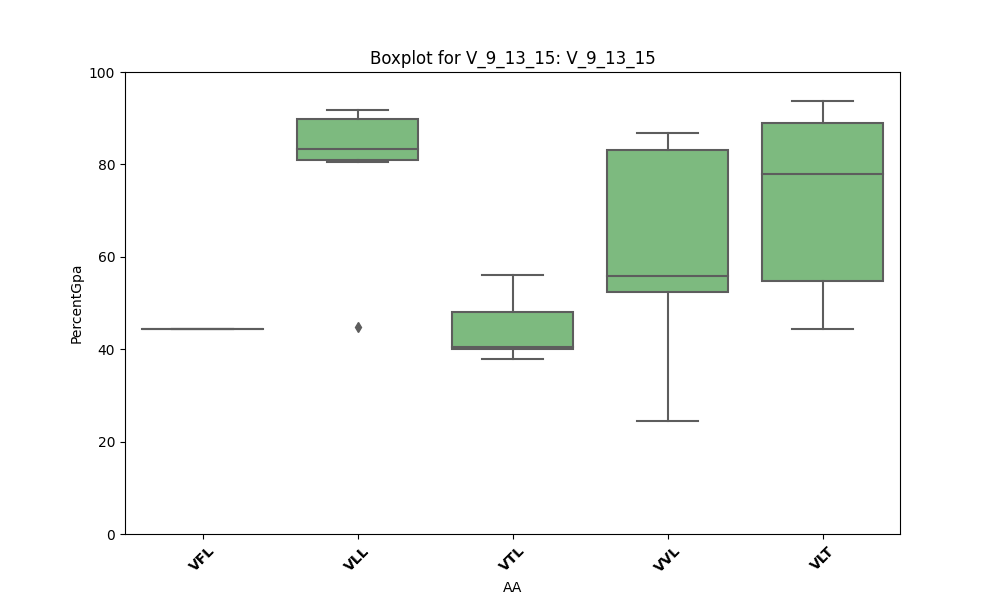 Boxplot for V_9_13_15: V_9_13_15
100
80
60
40
20
0
PercentGpa
VFL
VLL
VTL
VVL
VLT
AA